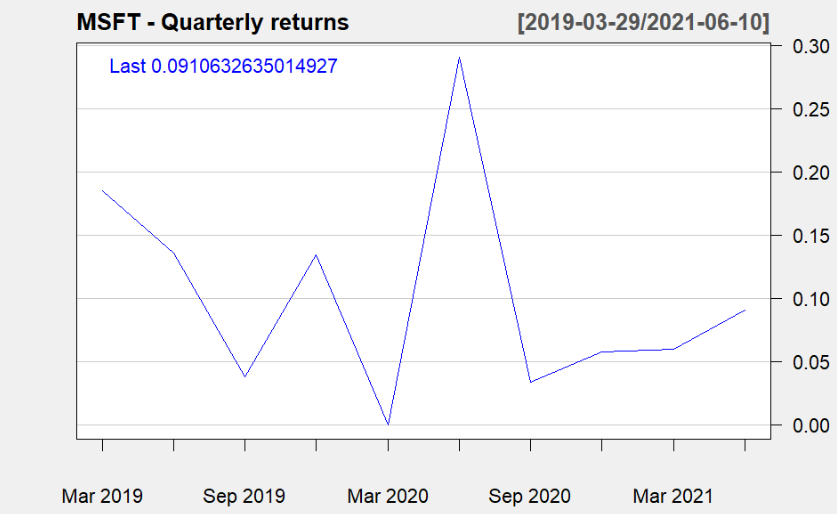 MSFT - Quarterly returns
[2019-03-29/2021-06-10]
Last 0.0910632635014927
0.30
0.25
0.20
0.15
0.10
0.05
0.00
Mar 2019 Sep 2019 Mar 2020 Sep 2020 Mar 2021